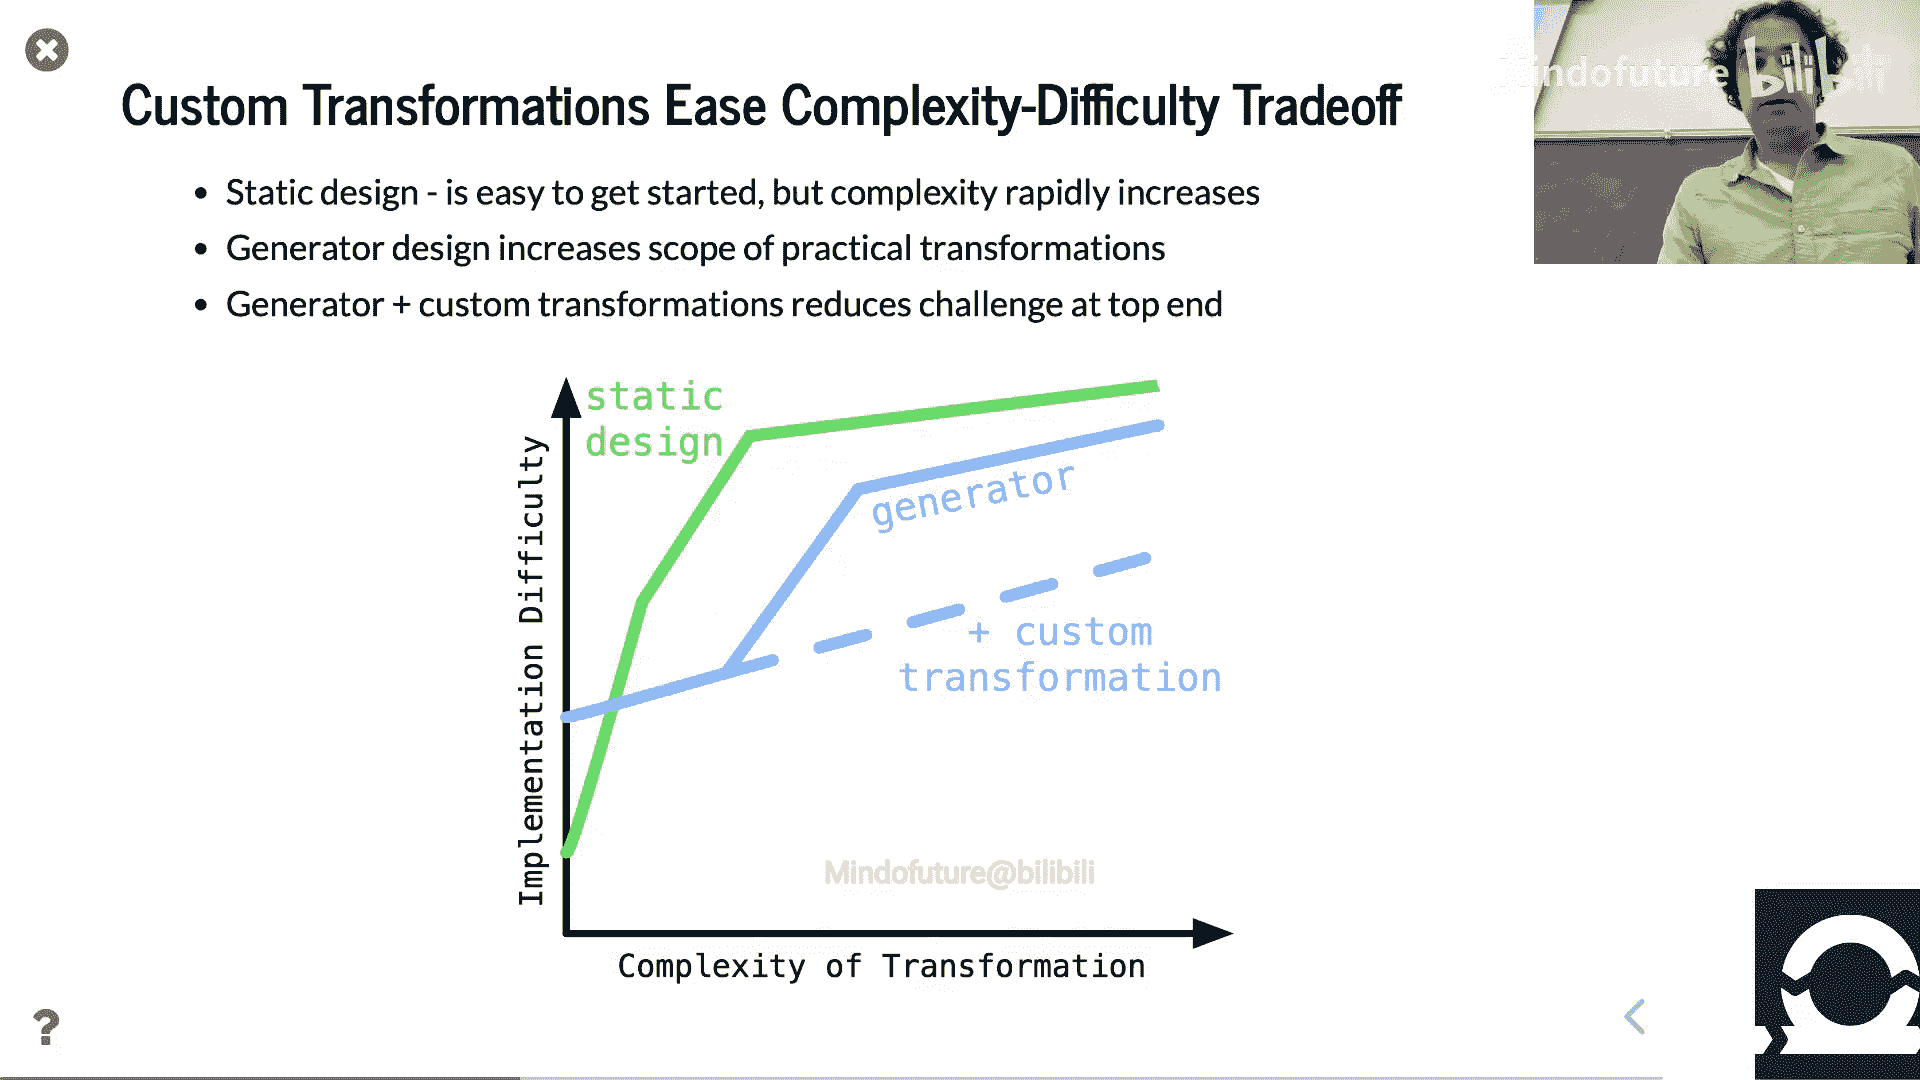 Custom Transformations Ease Complexity-Difficulty Tradeoff
Static design - is easy to get started, but complexity rapidly increases
Generator design increases scope of practical transformations
Generator + custom transformations reduces challenge at top end
static
design
generator
+ custom
transformation
Implementation Difficulty
Complexity of Transformation
Mindofuture@bilibili
indofuture bilibili
?